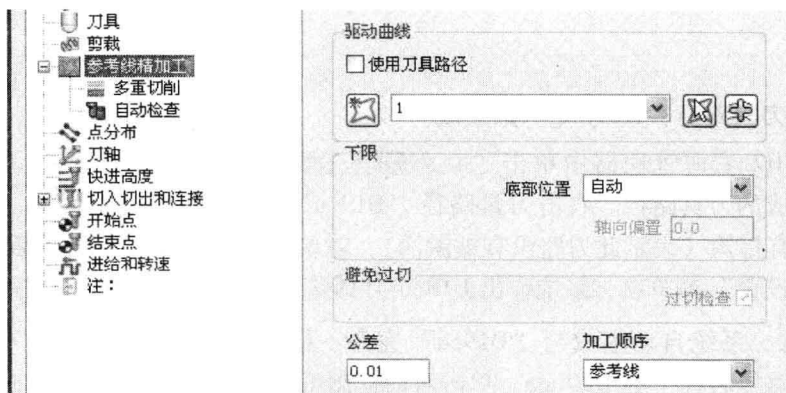 刀具
剪裁
参考线精加工
多重切削
自动检查
点分布
刀轴
快进高度
切入切出和连接
开始点
结束点
进给和转速
注：
驱动曲线
使用刀具路径
1
下限
底部位置 自动
轴向偏置 0.0
避免过切
过切检查
公差 加工顺序
0.01 参考线